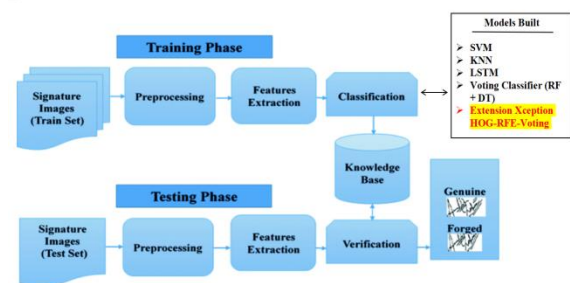 Training Phase
Signature
Images
(Train Set)
Preprocessing
Features
Extraction
Classification
Models Built
➤ SVM
➤ KNN
➤ LSTM
➤ Voting Classifier (RF
+ DT)
➤ Extension Xception
HOG-RFE-Voting
Knowledge
Base
Testing Phase
Signature
Images
(Test Set)
Preprocessing
Features
Extraction
Verification
Genuine
Forged